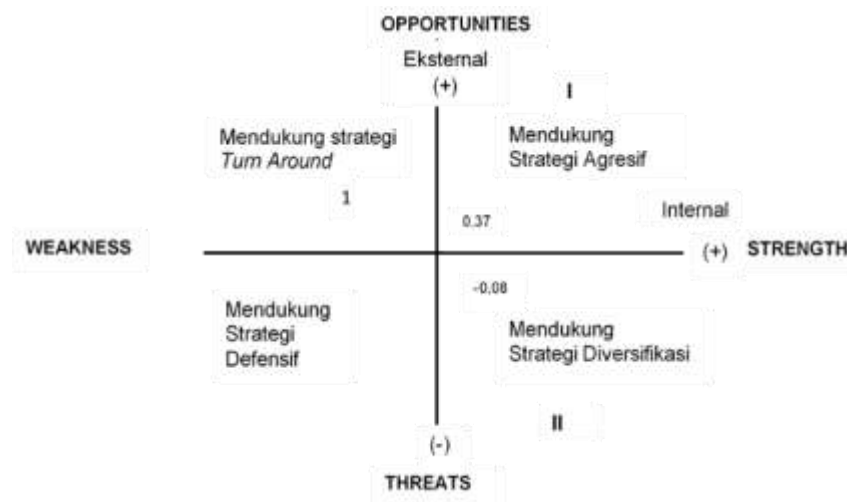 OPPORTUNITIES
Eksternal
(+)
I
Mendukung strategi
Turn Around
Mendukung
Strategi Agresif
1
0,37
Internal
WEAKNESS
(+) STRENGTH
-0,08
Mendukung
Strategi
Defensif
Mendukung
Strategi Diversifikasi
II
(-)
THREATS